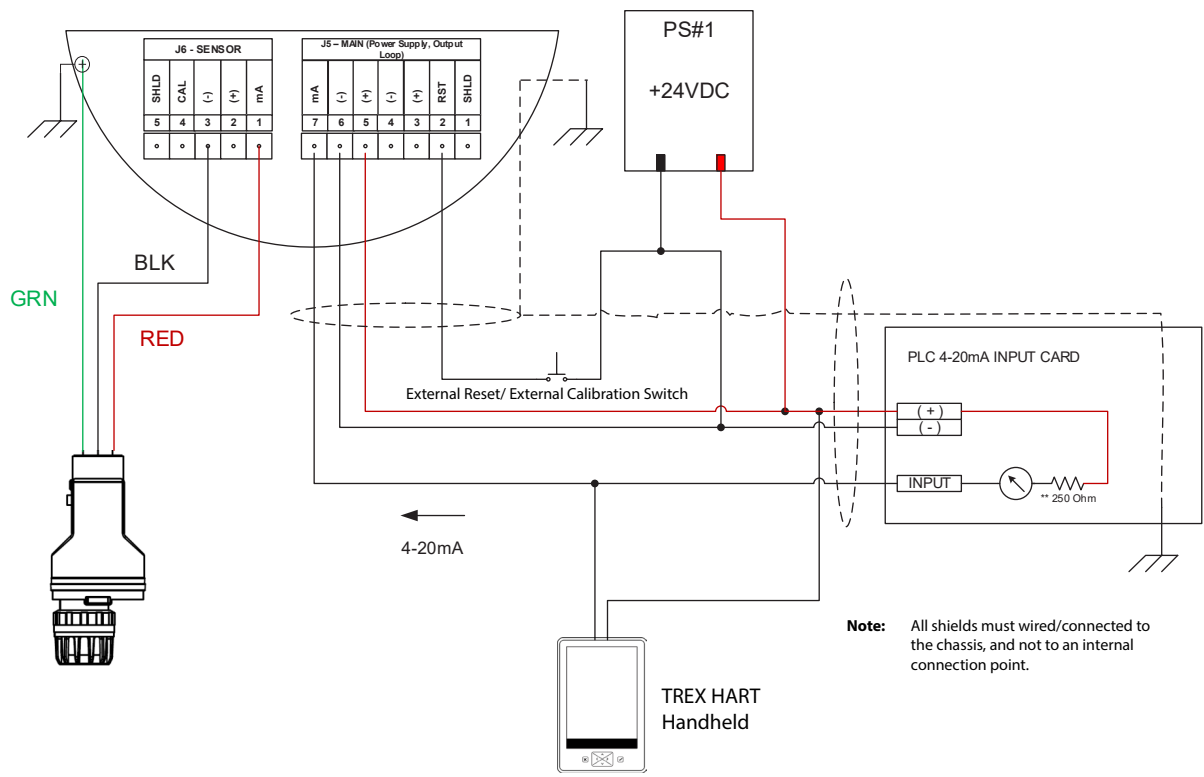 PS#1
+24VDC
J6 - SENSOR
SHLD CAL (-) (+) mA
5 4 3 2 1
J5 – MAIN (Power Supply, Output
Loop)
mA (-) (+) (-) (+) RST SHLD
7 6 5 4 3 2 1
BLK
GRN
RED
External Reset/ External Calibration Switch
PLC 4-20mA INPUT CARD
( + )
( - )
INPUT
** 250 Ohm
4-20mA
Note: All shields must wired/connected to
the chassis, and not to an internal
connection point.
TREX HART
Handheld